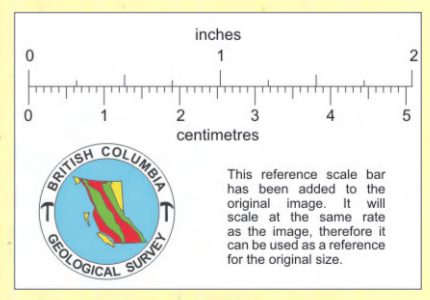 inches
0 1 2
0 1 2 3 4 5
centimetres
BRITISH COLUMBIA
GEOLOGICAL SURVEY
This reference scale bar
has been added to the
original image. It will
scale at the same rate
as the image, therefore it
can be used as a reference
for the original size.